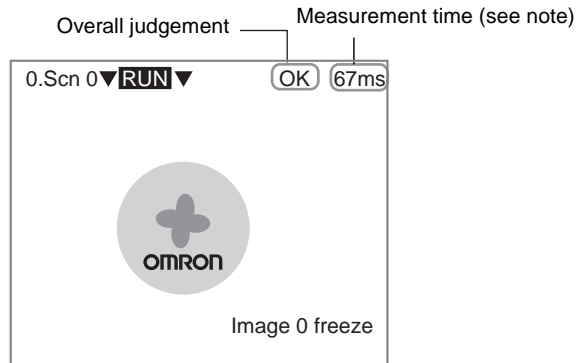 Overall judgement
Measurement time (see note)
0.Scn 0▼RUN▼ OK 67ms
OMRON
Image 0 freeze